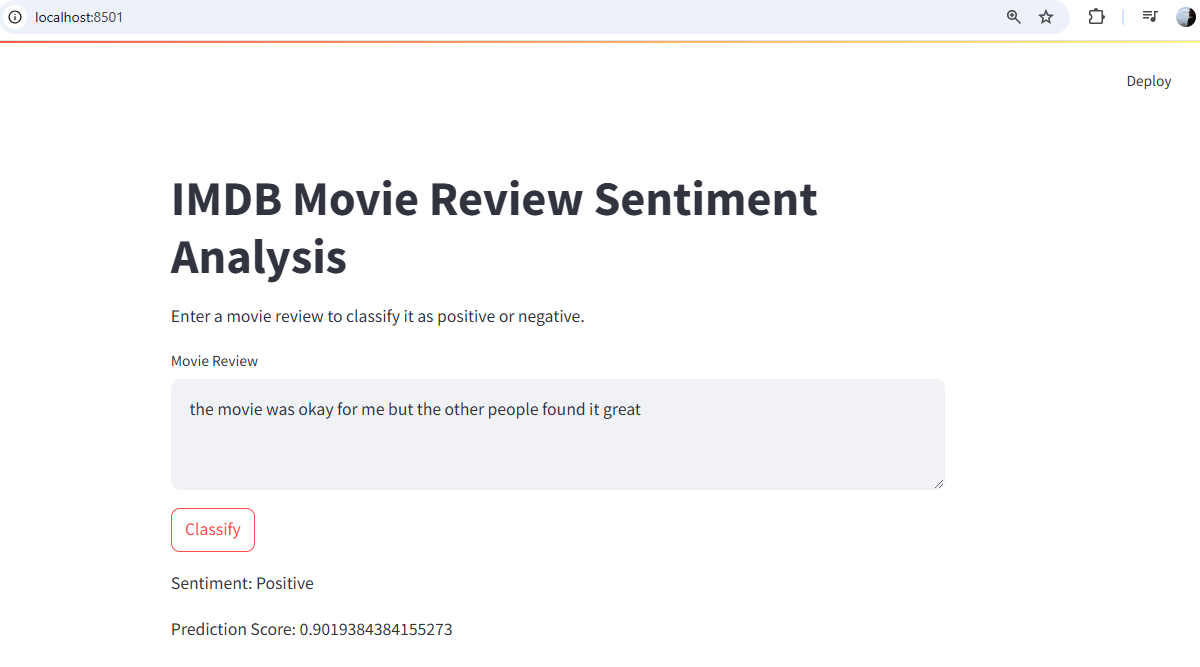 localhost:8501
Deploy
IMDB Movie Review Sentiment
Analysis
Enter a movie review to classify it as positive or negative.
Movie Review
the movie was okay for me but the other people found it great
Classify
Sentiment: Positive
Prediction Score: 0.9019384384155273